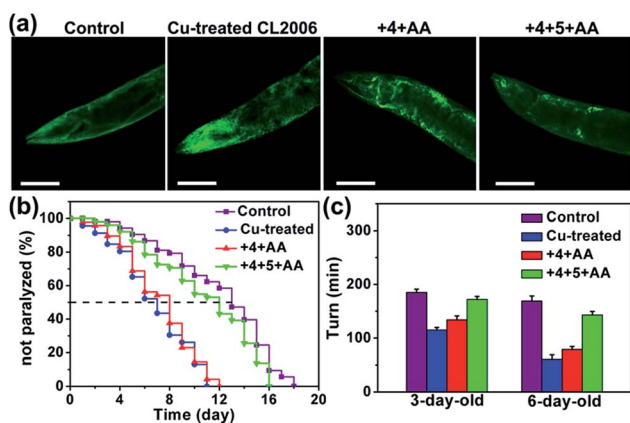 (a) Control Cu-treated CL2006 +4+AA +4+5+AA
(b)
100
80
60
40
20
0
not paralyzed (%)
Control
Cu-treated
+4+AA
+4+5+AA
0 4 8 12 16 20
Time (day)
(c)
300
200
100
0
Turn (min)
Control
Cu-treated
+4+AA
+4+5+AA
3-day-old 6-day-old